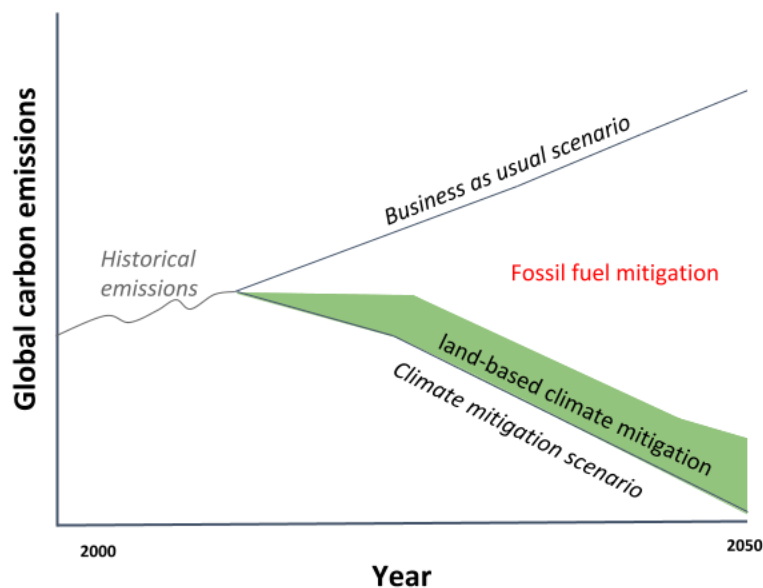 Global carbon emissions
Business as usual scenario
Historical
emissions
Fossil fuel mitigation
land-based climate mitigation
Climate mitigation scenario
2000
2050
Year